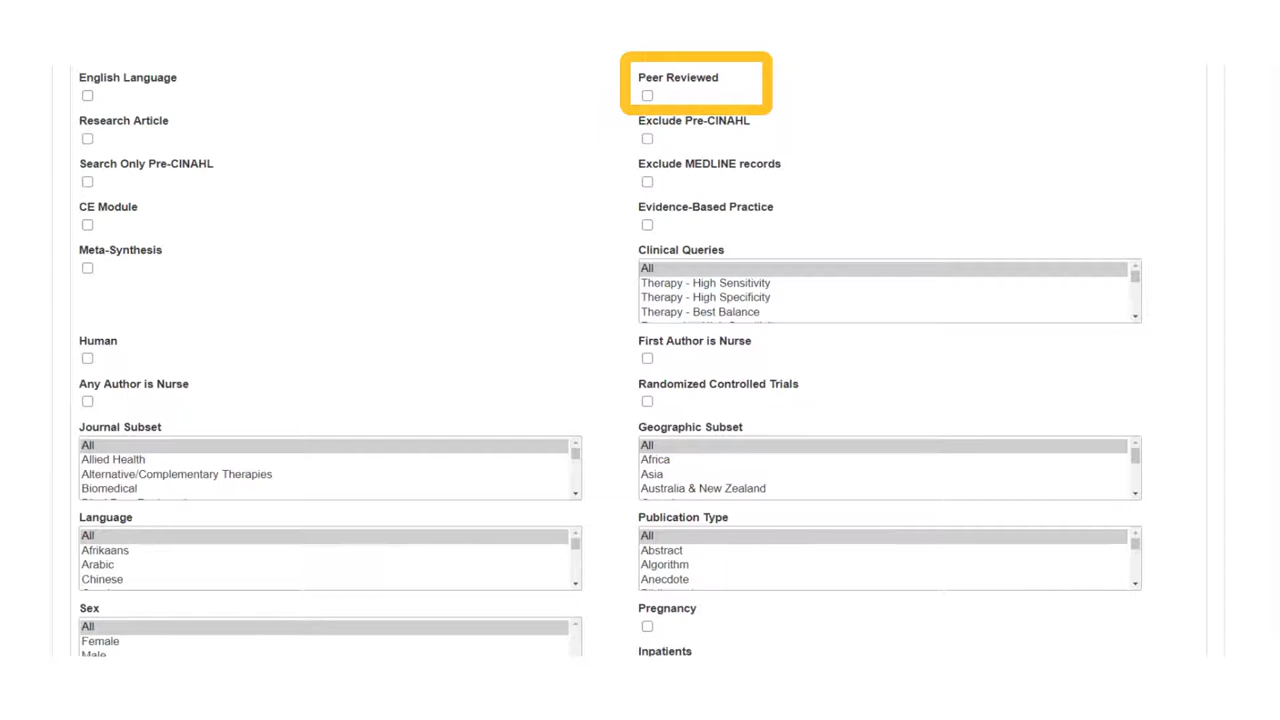 English Language
Peer Reviewed
Research Article
Exclude Pre-CINAHL
Search Only Pre-CINAHL
Exclude MEDLINE records
CE Module
Evidence-Based Practice
Meta-Synthesis
Clinical Queries
All
Therapy - High Sensitivity
Therapy - High Specificity
Therapy - Best Balance
Human
First Author is Nurse
Any Author is Nurse
Randomized Controlled Trials
Journal Subset
All
Allied Health
Alternative/Complementary Therapies
Biomedical
Geographic Subset
All
Africa
Asia
Australia & New Zealand
Language
All
Afrikaans
Arabic
Chinese
Publication Type
All
Abstract
Algorithm
Anecdote
Sex
All
Female
Male
Pregnancy
Inpatients